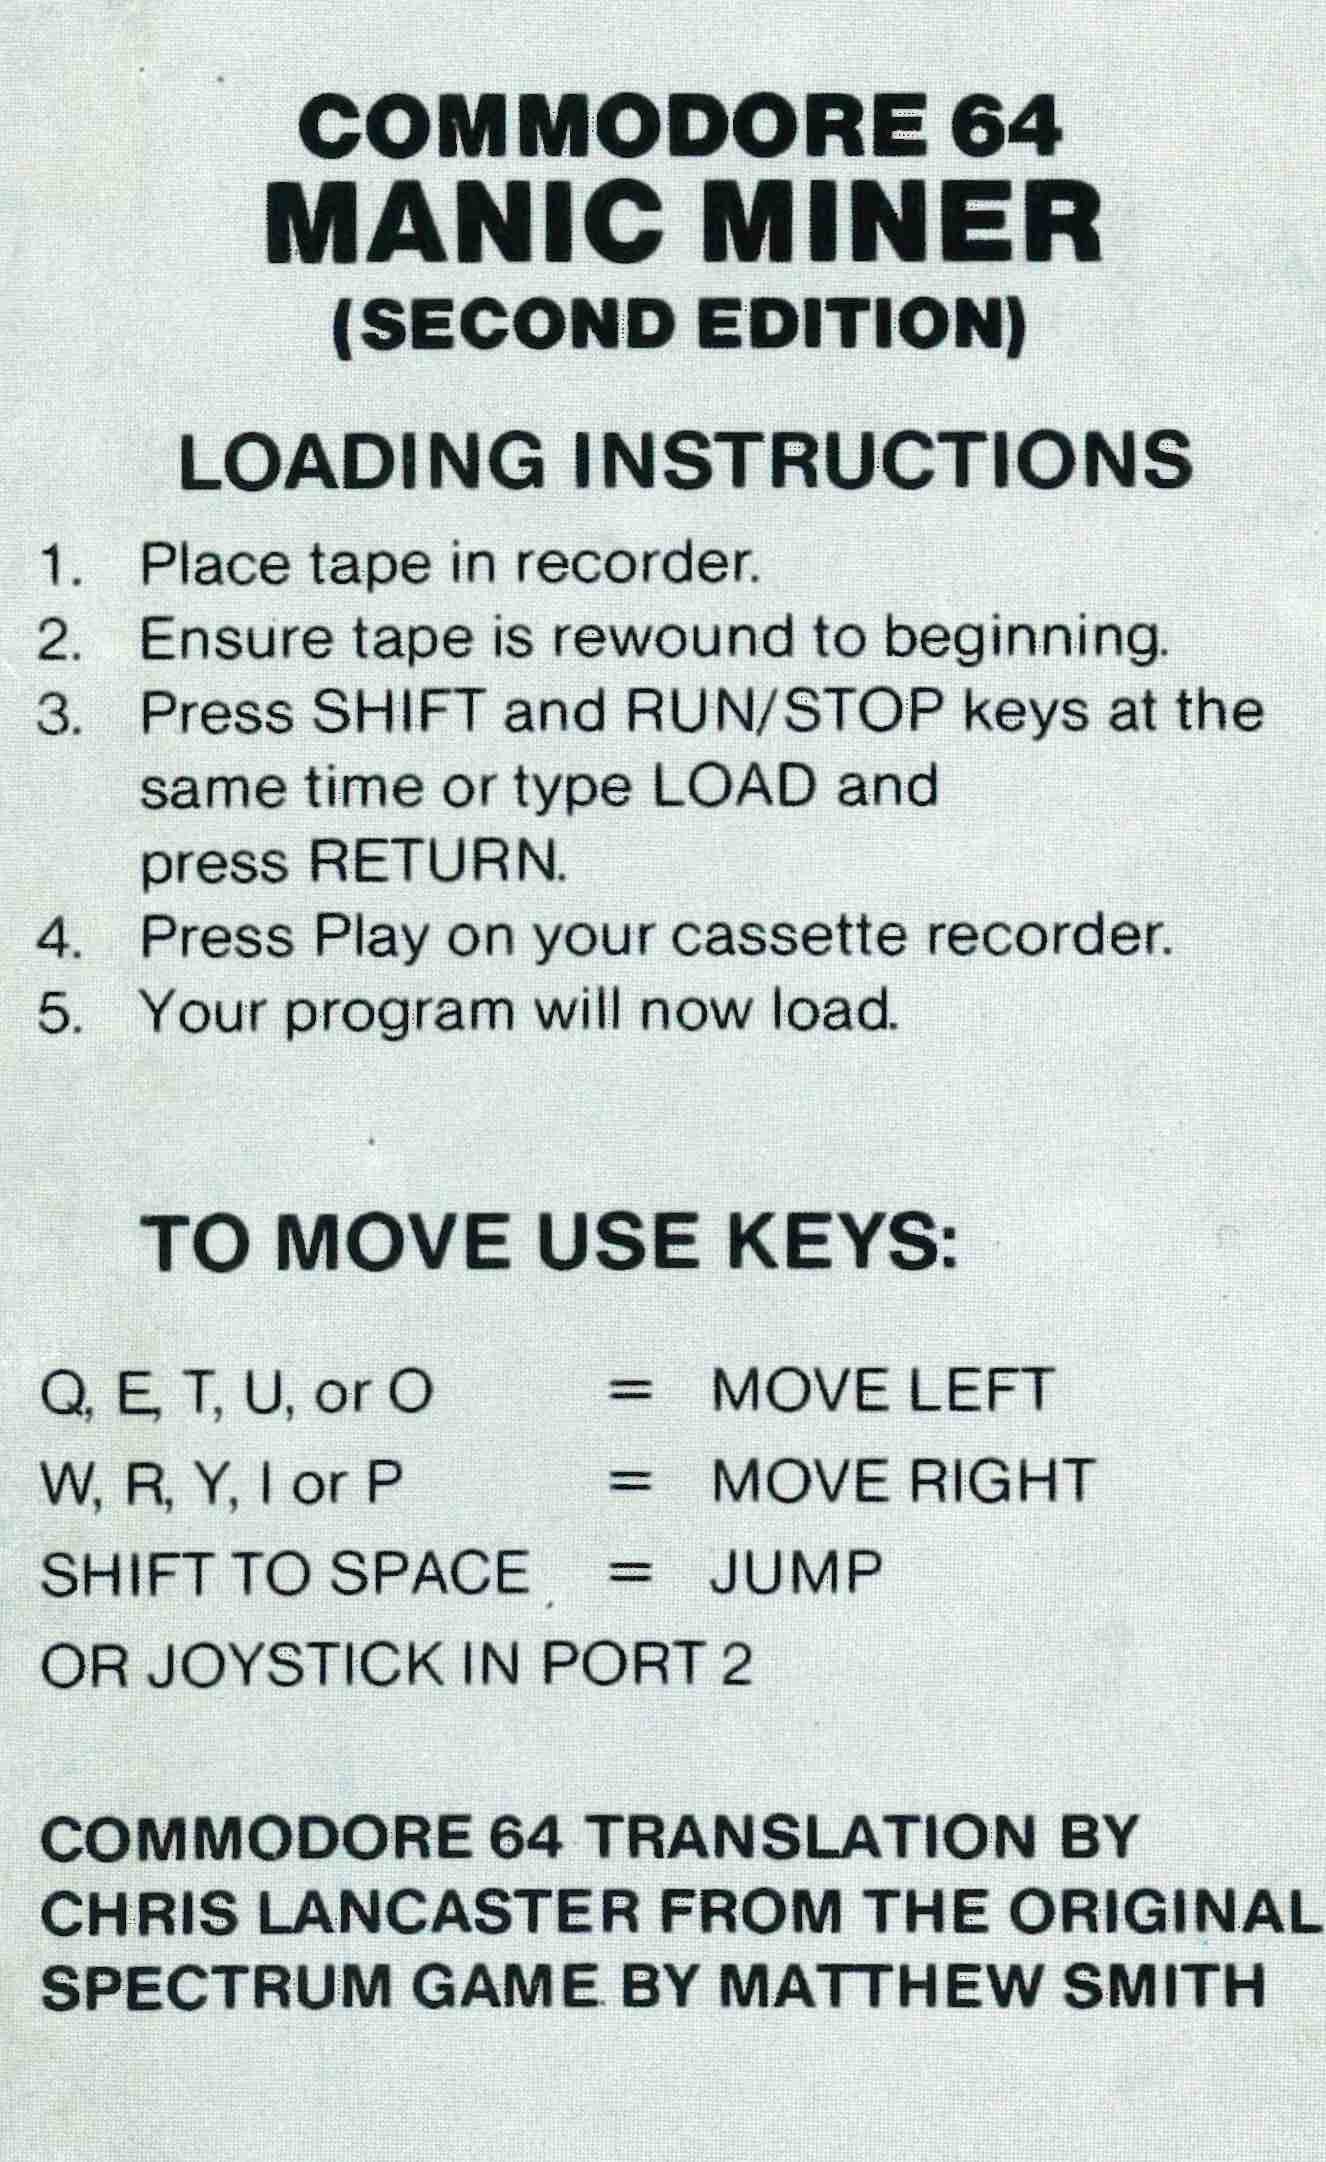 COMMODORE 64
MANIC MINER
(SECOND EDITION)
LOADING INSTRUCTIONS
1. Place tape in recorder.
2. Ensure tape is rewound to beginning.
3. Press SHIFT and RUN/STOP keys at the
same time or type LOAD and
press RETURN.
4. Press Play on your cassette recorder.
5. Your program will now load.
TO MOVE USE KEYS:
Q, E, T, U, or O = MOVE LEFT
W, R, Y, I or P = MOVE RIGHT
SHIFT TO SPACE = JUMP
OR JOYSTICK IN PORT 2
COMMODORE 64 TRANSLATION BY
CHRIS LANCASTER FROM THE ORIGINAL
SPECTRUM GAME BY MATTHEW SMITH